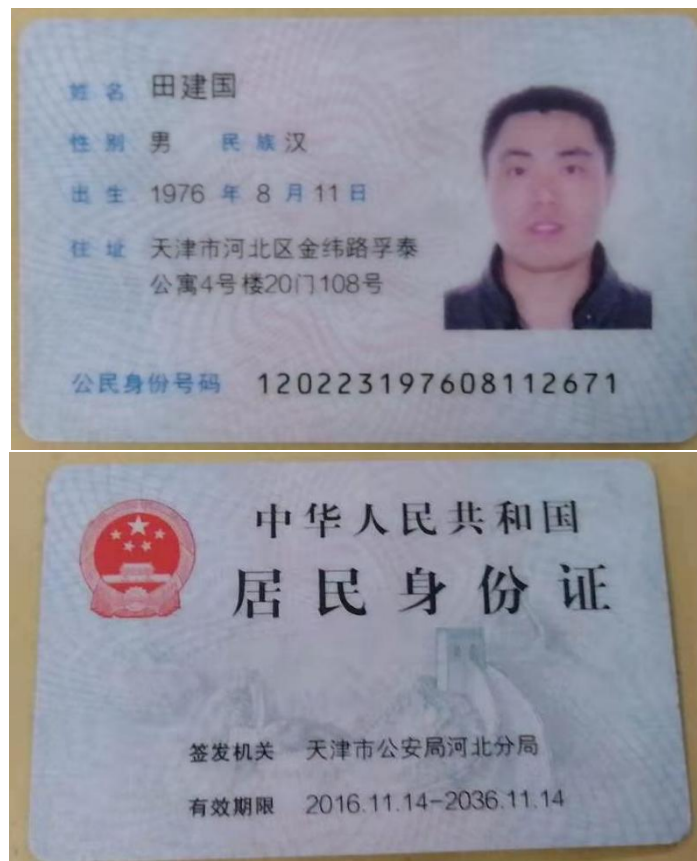 姓名 田建国
性别 男 民族 汉
出生 1976 年 8 月 11 日
住址 天津市河北区金纬路孚泰
公寓4号楼20门108号
公民身份号码 120223197608112671
中华人民共和国
居民身份证
签发机关 天津市公安局河北分局
有效期限 2016.11.14-2036.11.14